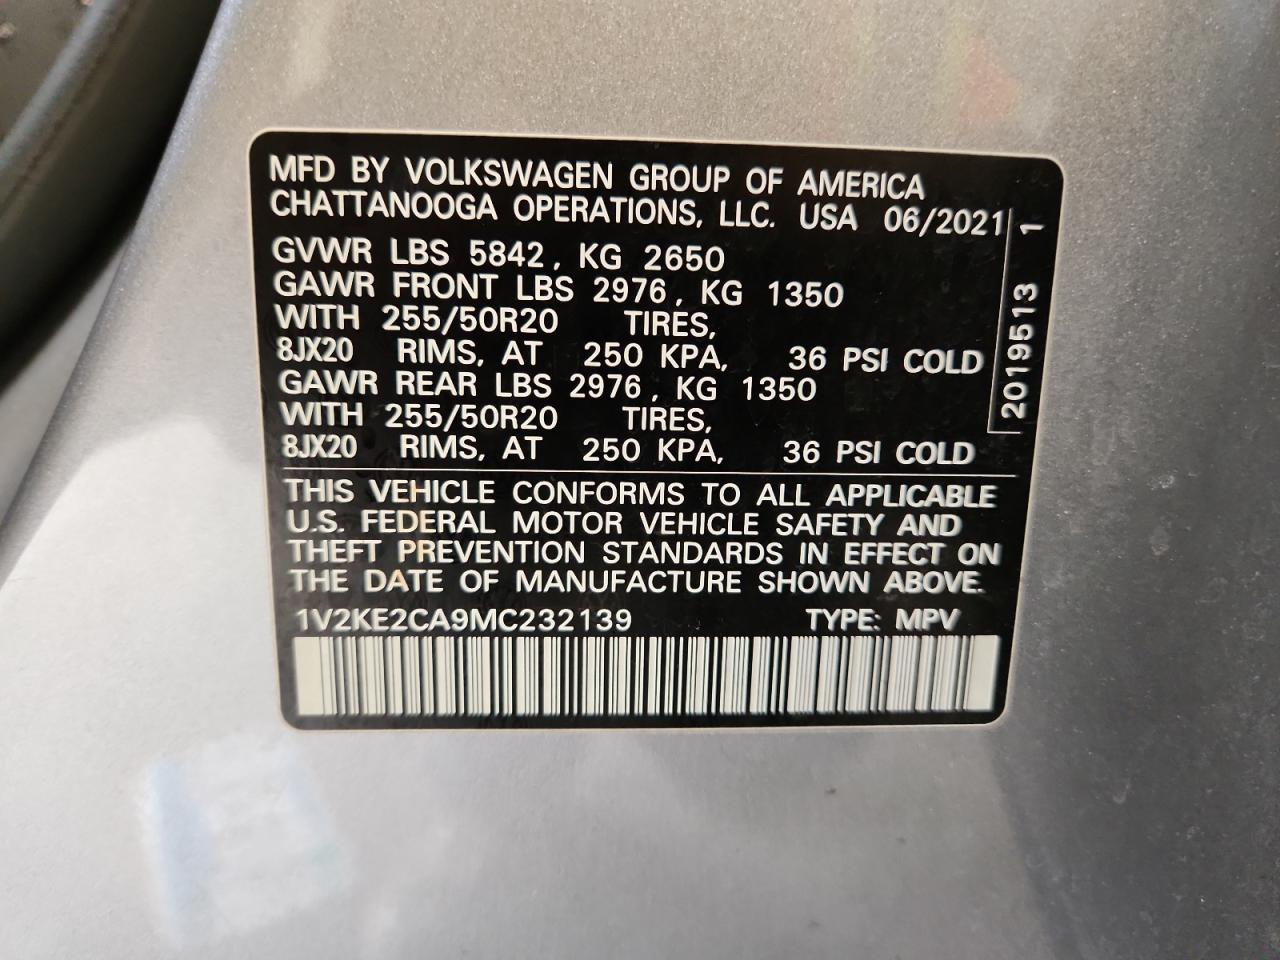 MFD BY VOLKSWAGEN GROUP OF AMERICA
CHATTANOOGA OPERATIONS, LLC. USA 06/2021
GVWR LBS 5842, KG 2650
GAWR FRONT LBS 2976, KG 1350
WITH 255/50R20 TIRES,
8JX20 RIMS, AT 250 KPA, 36 PSI COLD
GAWR REAR LBS 2976, KG 1350
WITH 255/50R20 TIRES,
8JX20 RIMS, AT 250 KPA, 36 PSI COLD
2019513 1
THIS VEHICLE CONFORMS TO ALL APPLICABLE
U.S. FEDERAL MOTOR VEHICLE SAFETY AND
THEFT PREVENTION STANDARDS IN EFFECT ON
THE DATE OF MANUFACTURE SHOWN ABOVE.
1V2KE2CA9MC232139 TYPE: MPV